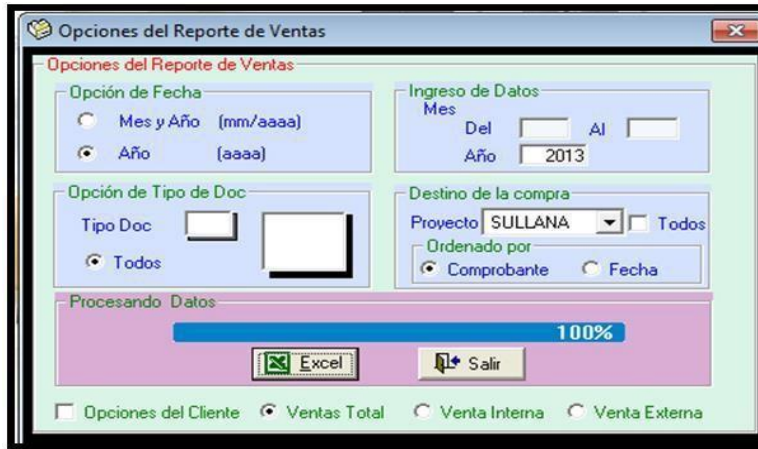 Opciones del Reporte de Ventas
Opciones del Reporte de Ventas
Opción de Fecha
Mes y Año (mm/aaaa)
Año (aaaa)
Ingreso de Datos
Mes
Del Al
Año 2013
Opción de Tipo de Doc
Tipo Doc
Todos
Destino de la compra
Proyecto SULLANA Todos
Ordenado por
Comprobante Fecha
Procesando Datos
100%
Excel Salir
Opciones del Cliente Ventas Total Venta Interna Venta Externa